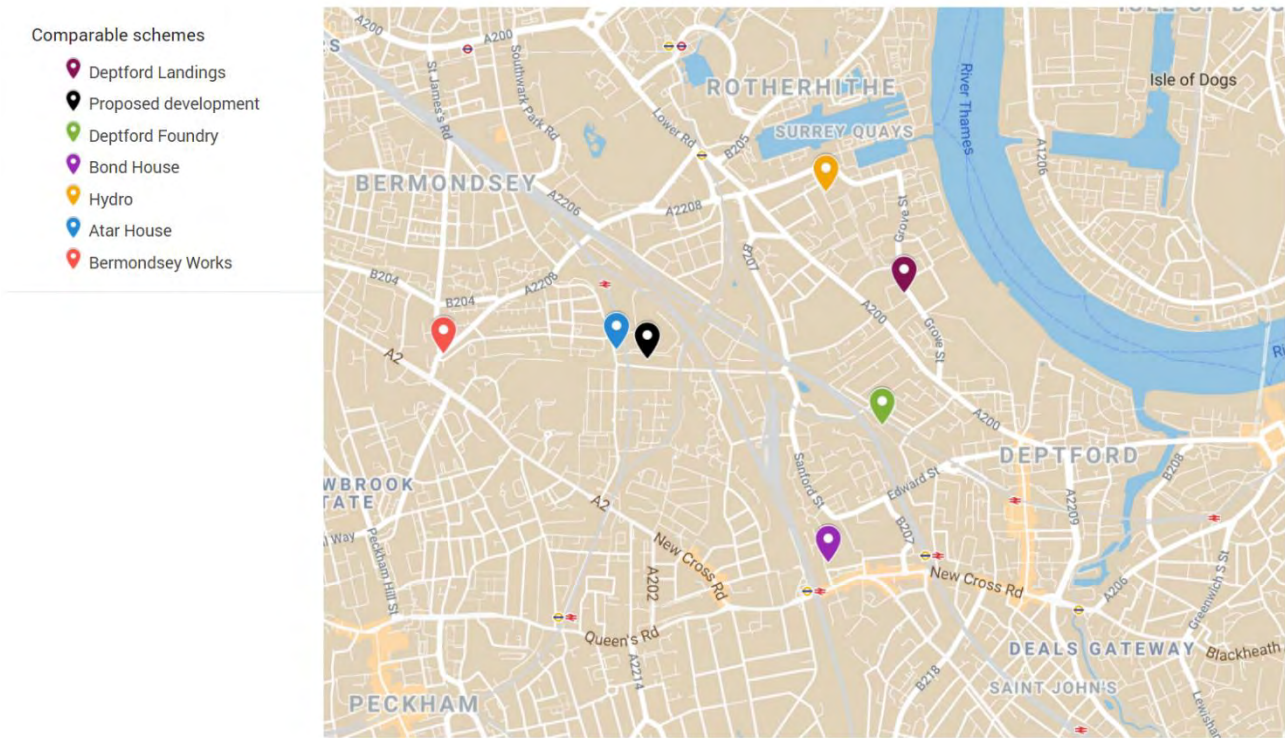 Comparable schemes
Deptford Landings
Proposed development
Deptford Foundry
Bond House
Hydro
Atar House
Bermondsey Works
A200
A200
St James's Rd
Southwark Park Rd
ROTHERHITHE
Lower Rd
B205
SURREY QUAYS
River Thames
Isle of Dogs
A1206
BERMONDSEY
A2206
A2208
Grove St
B207
B204
A2208
B204
A200
Grove St
A2
A200
DEPTFORD
B208
Sanford St
Edward St
A2209
B207
A2
Peckham Hill St
New Cross Rd
A202
New Cross Rd
A206
Greenwich S St
Queen's Rd
A2214
DEALS GATEWAY
Blackheath
B218
SAINT JOHN'S
PECKHAM